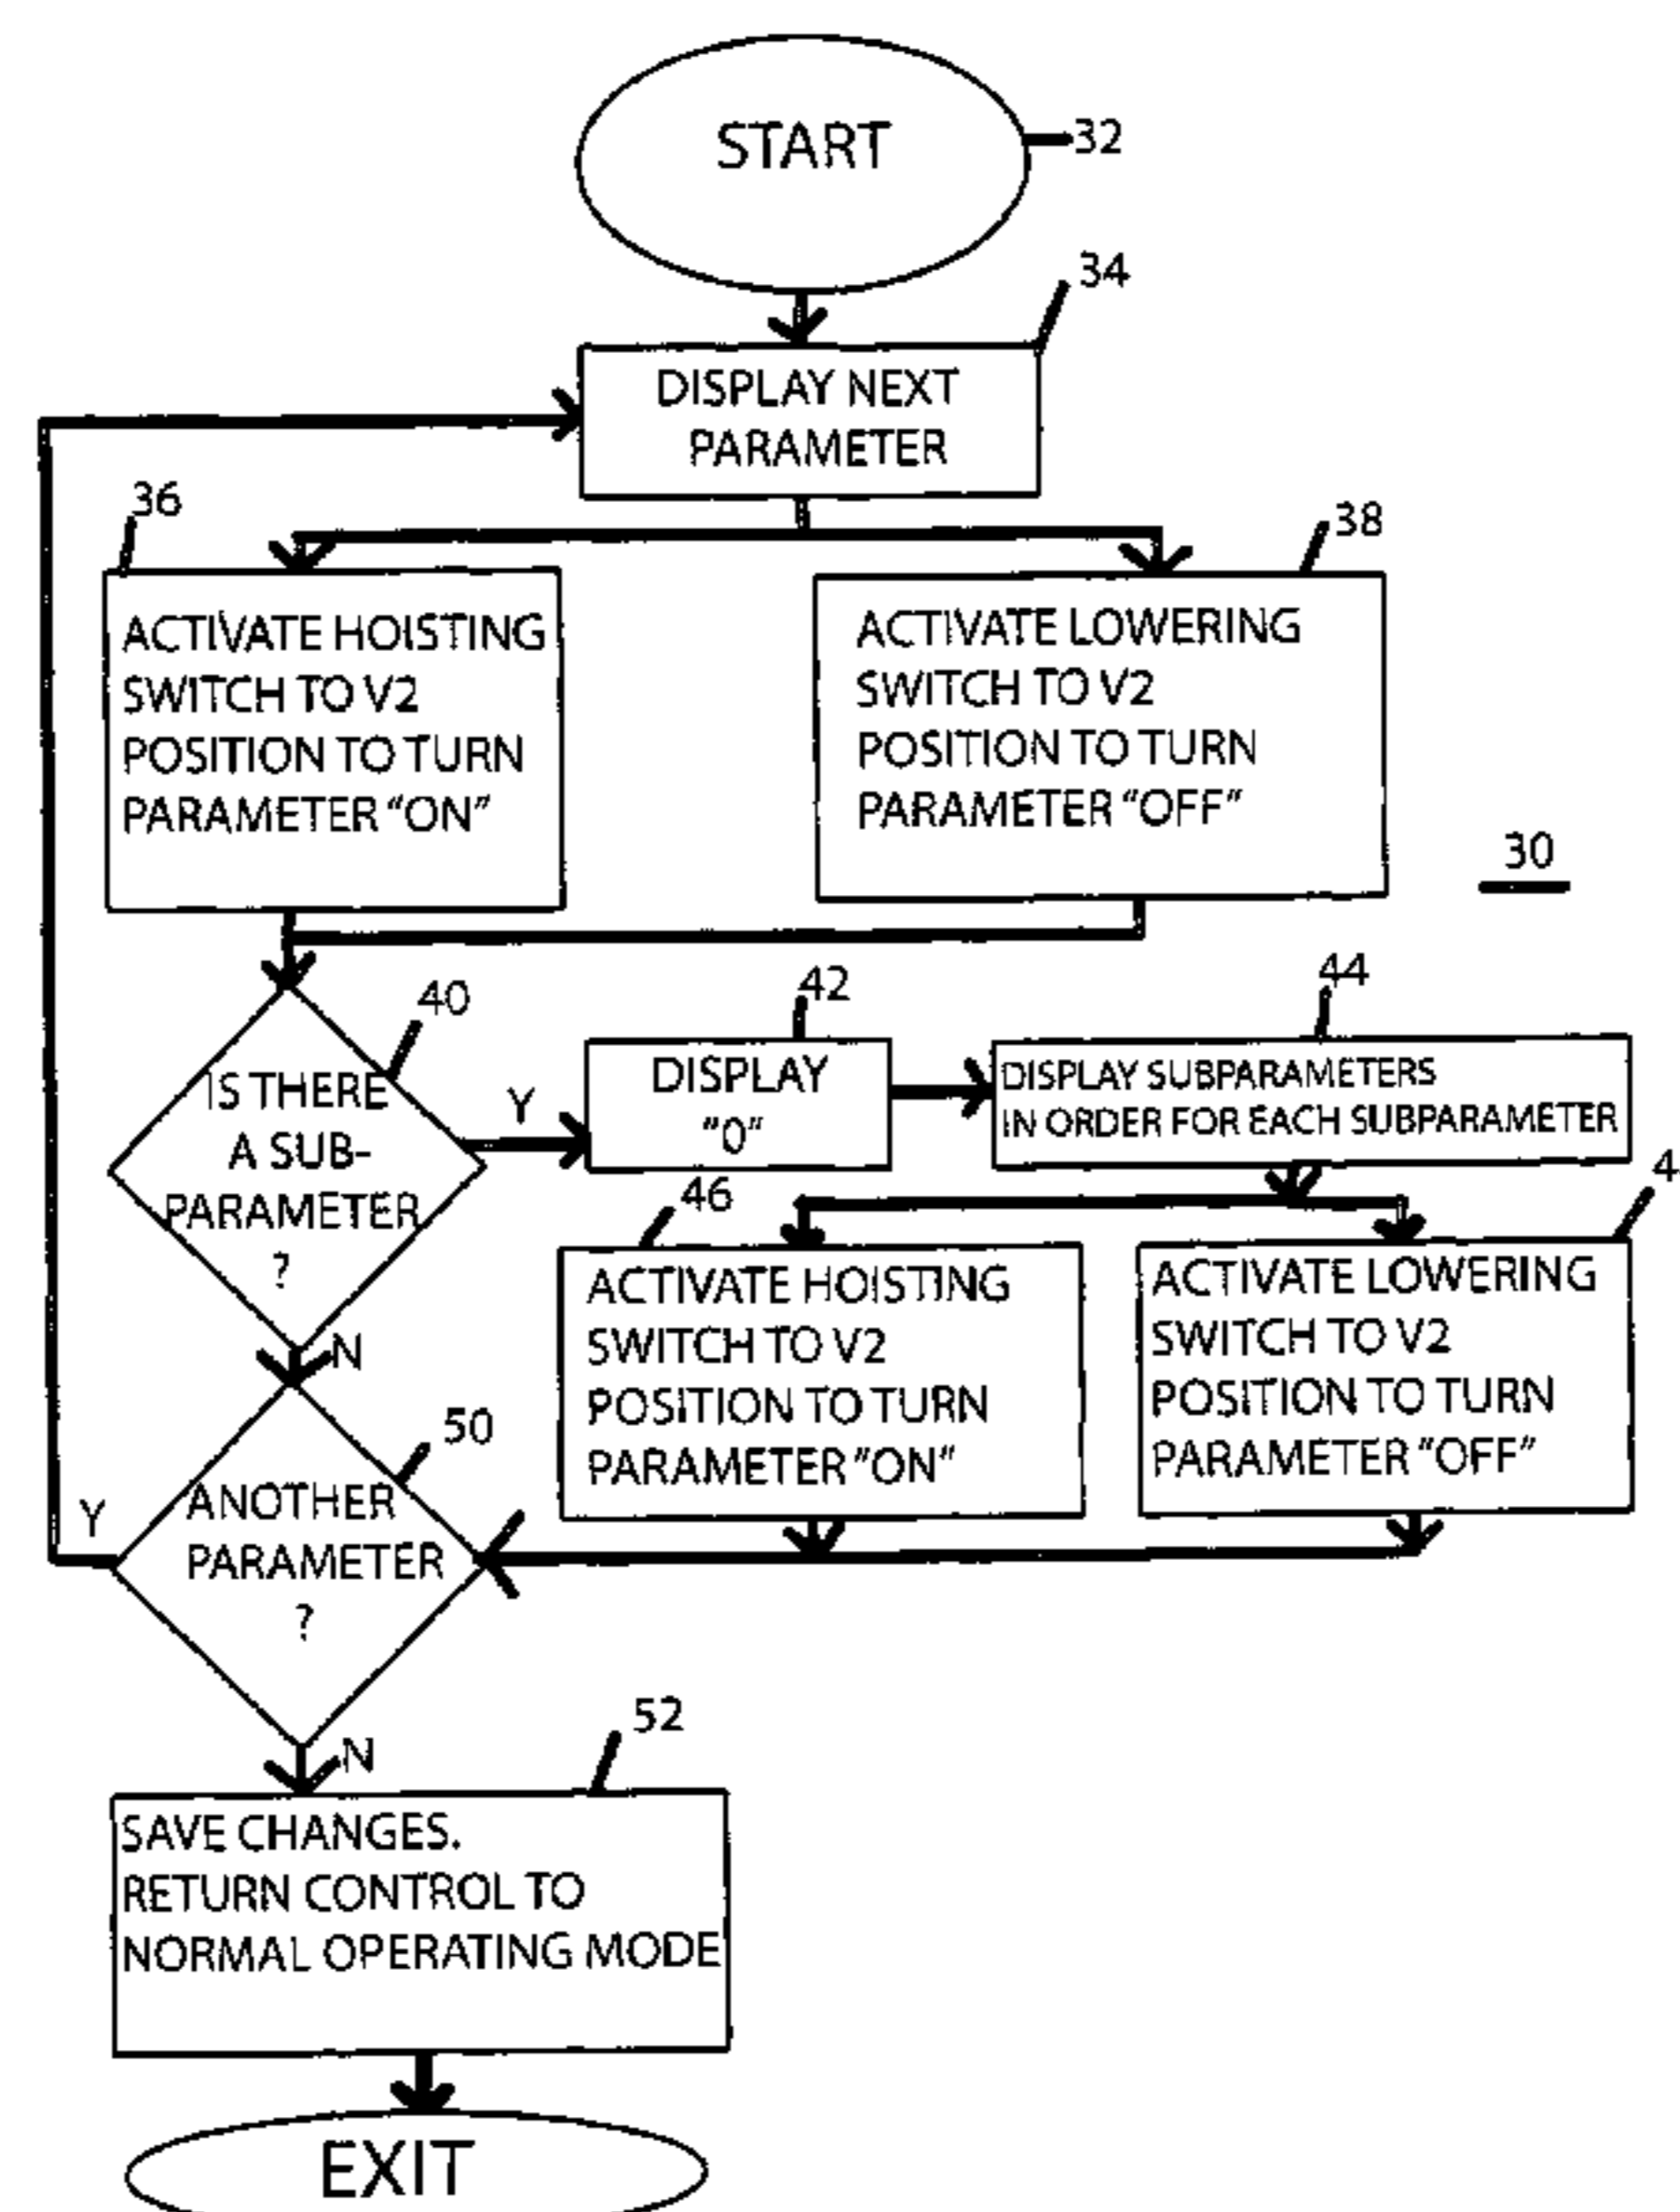 START
32
34
DISPLAY NEXT
PARAMETER
36
38
ACTIVATE HOISTING
SWITCH TO V2
POSITION TO TURN
PARAMETER "ON"
ACTIVATE LOWERING
SWITCH TO V2
POSITION TO TURN
PARAMETER "OFF"
30
40
IS THERE
A SUB-
PARAMETER
?
Y
42
DISPLAY
"0"
44
DISPLAY SUBPARAMETERS
IN ORDER FOR EACH SUBPARAMETER
46
ACTIVATE HOISTING
SWITCH TO V2
POSITION TO TURN
PARAMETER "ON"
4
ACTIVATE LOWERING
SWITCH TO V2
POSITION TO TURN
PARAMETER "OFF"
N
50
ANOTHER
PARAMETER
?
Y
N
52
SAVE CHANGES.
RETURN CONTROL TO
NORMAL OPERATING MODE
EXIT